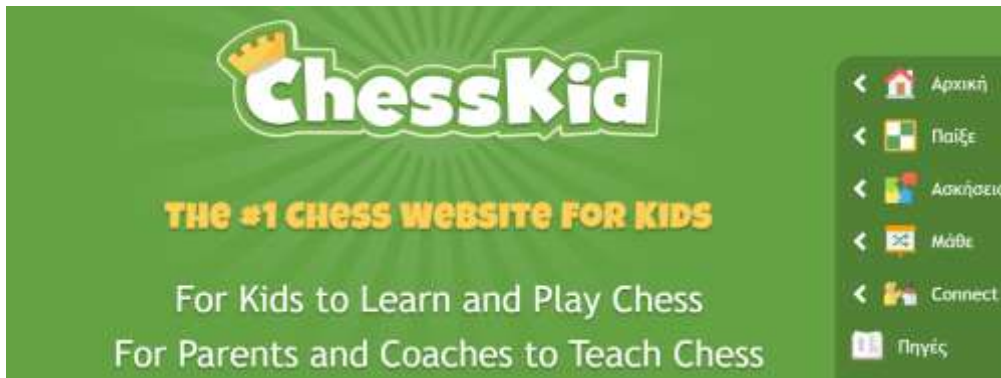 ChessKid
THE #1 CHESS WEBSITE FOR KIDS
For Kids to Learn and Play Chess
For Parents and Coaches to Teach Chess
Αρχική
Παίξε
Ασκήσεις
Μάθε
Connect
Πηγές